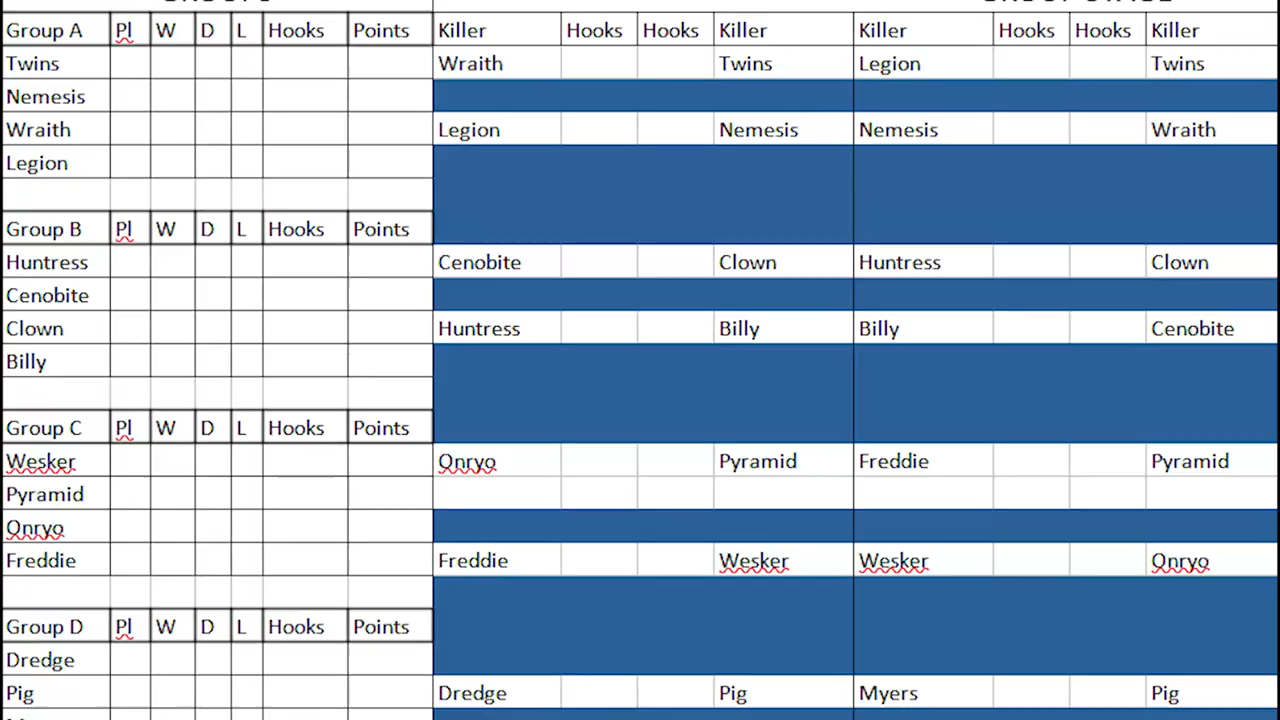 Group A Pl W D L Hooks Points Killer Hooks Hooks Killer Killer Hooks Hooks Killer
Twins Wraith Twins Legion Twins
Nemesis
Wraith Legion Nemesis Nemesis Wraith
Legion
Group B Pl W D L Hooks Points
Huntress Cenobite Clown Huntress Clown
Cenobite
Clown Huntress Billy Billy Cenobite
Billy
Group C Pl W D L Hooks Points
Wesker Onryo Pyramid Freddie Pyramid
Pyramid
Onryo
Freddie Freddie Wesker Wesker Onryo
Group D Pl W D L Hooks Points
Dredge
Pig Dredge Pig Myers Pig